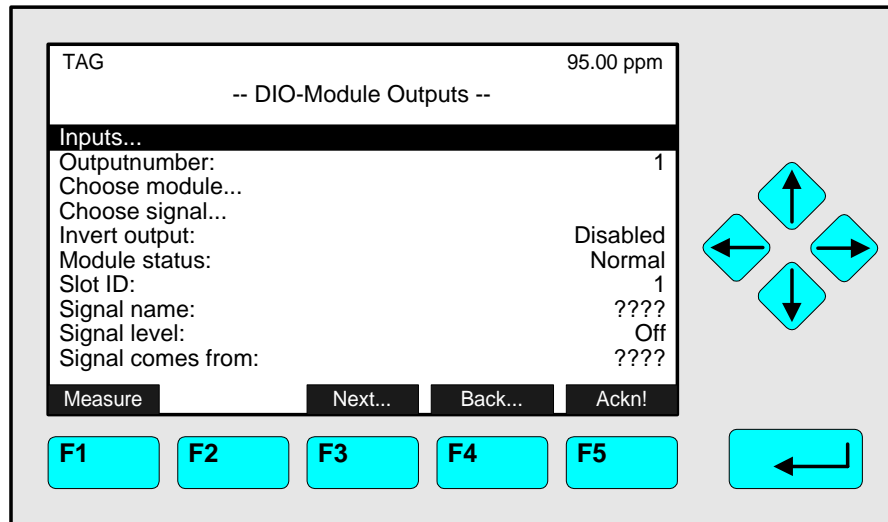 TAG 95.00 ppm
-- DIO-Module Outputs --
Inputs...
Outputnumber: 1
Choose module...
Choose signal...
Invert output: Disabled
Module status: Normal
Slot ID: 1
Signal name: ????
Signal level: Off
Signal comes from: ????
Measure Next... Back... Ackn!
F1 F2 F3 F4 F5